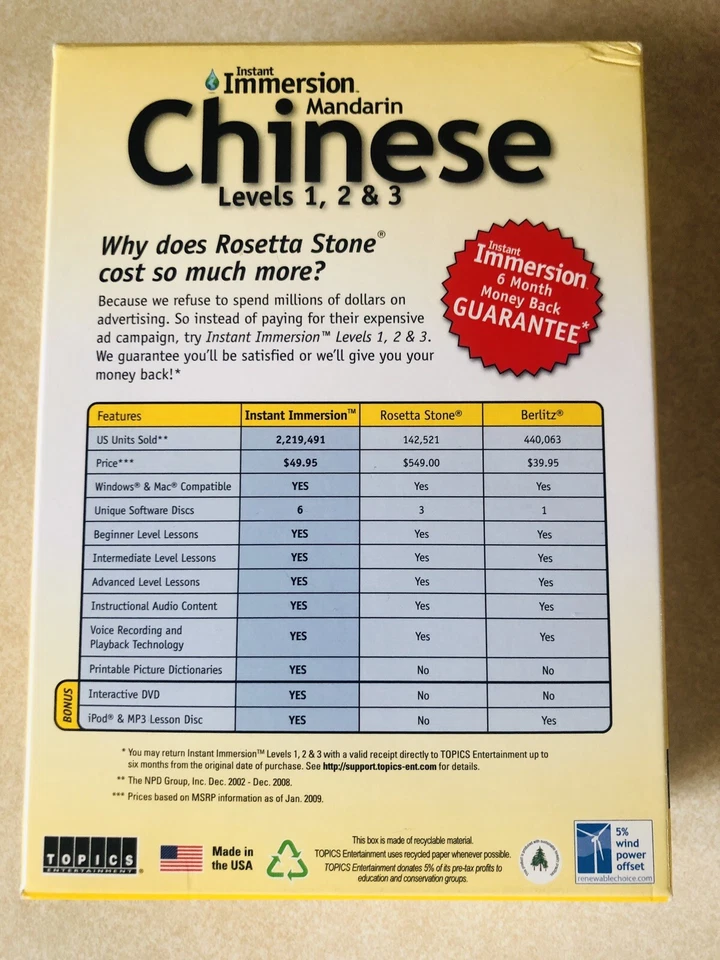 Instant
Immersion™
Mandarin
Chinese
Levels 1, 2 & 3
Why does Rosetta Stone®
cost so much more?
Because we refuse to spend millions of dollars on
advertising. So instead of paying for their expensive
ad campaign, try Instant Immersion™ Levels 1, 2 & 3.
We guarantee you'll be satisfied or we'll give you your
money back!*
Instant
Immersion
6 Month
Money Back
GUARANTEE*
Features Instant Immersion™ Rosetta Stone® Berlitz®
US Units Sold** 2,219,491 142,521 440,063
Price*** $49.95 $549.00 $39.95
Windows® & Mac® Compatible YES Yes Yes
Unique Software Discs 6 3 1
Beginner Level Lessons YES Yes Yes
Intermediate Level Lessons YES Yes Yes
Advanced Level Lessons YES Yes Yes
Instructional Audio Content YES Yes Yes
Voice Recording and
Playback Technology YES Yes Yes
Printable Picture Dictionaries YES No No
BONUS
Interactive DVD YES No No
iPod® & MP3 Lesson Disc YES No Yes
* You may return Instant Immersion™ Levels 1, 2 & 3 with a valid receipt directly to TOPICS Entertainment up to
six months from the original date of purchase. See http://support.topics-ent.com for details.
** The NPD Group, Inc. Dec. 2002 - Dec. 2008.
*** Prices based on MSRP information as of Jan. 2009.
TOPICS
ENTERTAINMENT®
Made in
the USA
This box is made of recyclable material.
TOPICS Entertainment uses recycled paper whenever possible.
TOPICS Entertainment donates 5% of its pre-tax profits to
education and conservation groups.
5%
wind
power
offset
renewablechoice.com